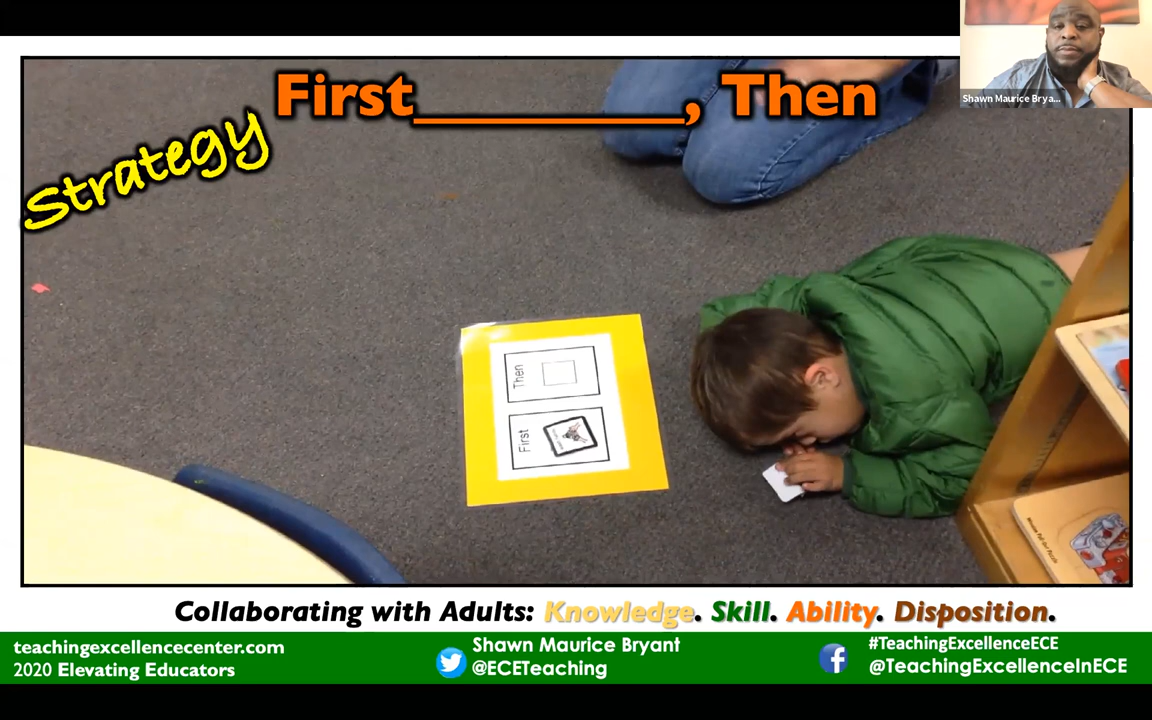 First________, Then
Strategy
Shawn Maurice Brya...
Then
First
Collaborating with Adults: Knowledge. Skill. Ability. Disposition.
teachingexcellencecenter.com
2020 Elevating Educators
Shawn Maurice Bryant
@ECETeaching
#TeachingExcellenceECE
@TeachingExcellenceInECE